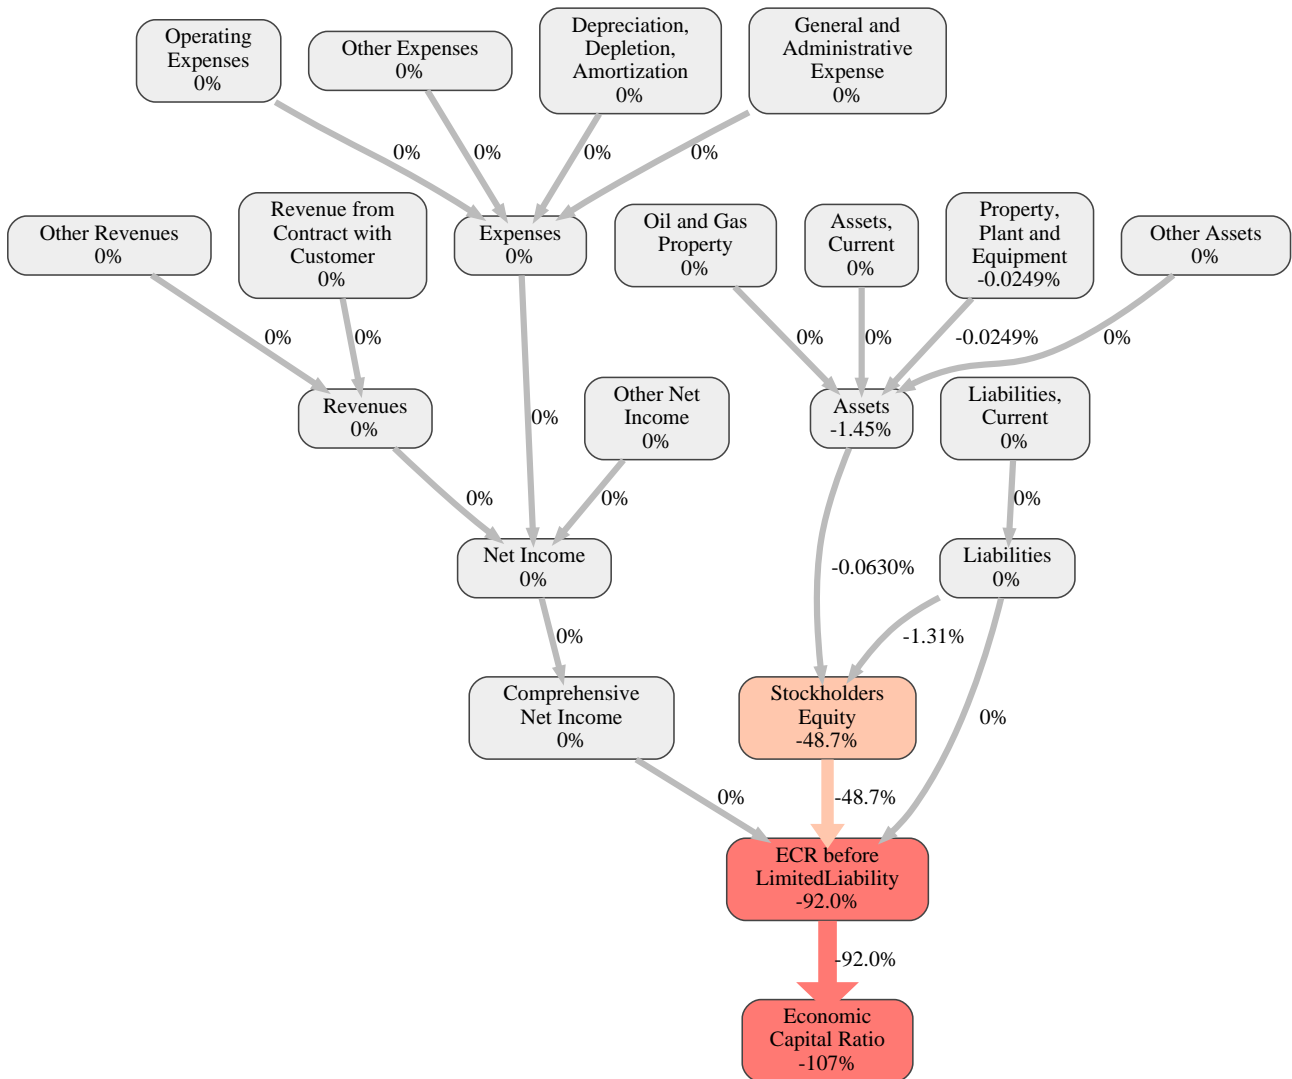 Operating
Expenses
0%
Other Expenses
0%
Depreciation,
Depletion,
Amortization
0%
General and
Administrative
Expense
0%
0%
0%
0%
0%
Other Revenues
0%
Revenue from
Contract with
Customer
0%
Expenses
0%
Oil and Gas
Property
0%
Assets,
Current
0%
Property,
Plant and
Equipment
-0.0249%
Other Assets
0%
0%
0%
0%
0%
-0.0249%
0%
Revenues
0%
Other Net
Income
0%
Assets
-1.45%
Liabilities,
Current
0%
0%
0%
0%
0%
Net Income
0%
-0.0630%
Liabilities
0%
0%
-1.31%
Comprehensive
Net Income
0%
Stockholders
Equity
-48.7%
0%
0%
-48.7%
ECR before
LimitedLiability
-92.0%
-92.0%
Economic
Capital Ratio
-107%